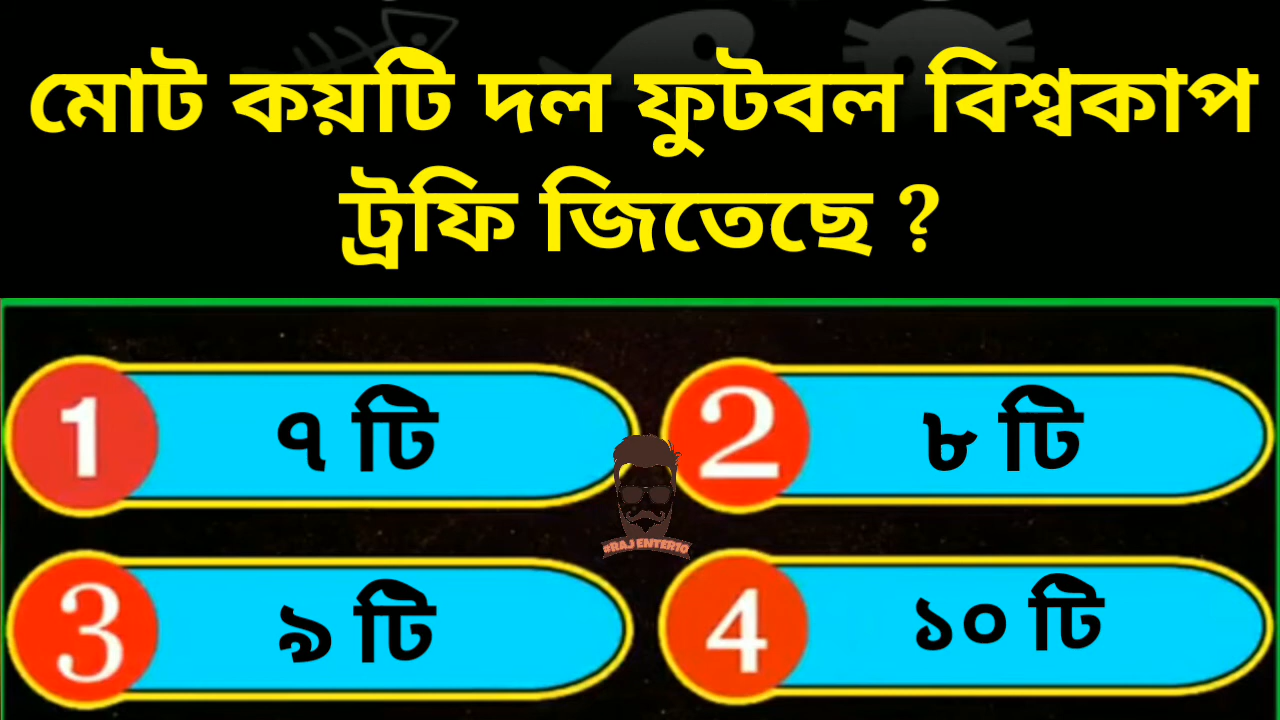 মোট কয়টি দল ফুটবল বিশ্বকাপ
ট্রফি জিতেছে ?
1 ৭ টি
2 ৮ টি
#RAJ ENTER10
3 ৯ টি
4 ১০ টি